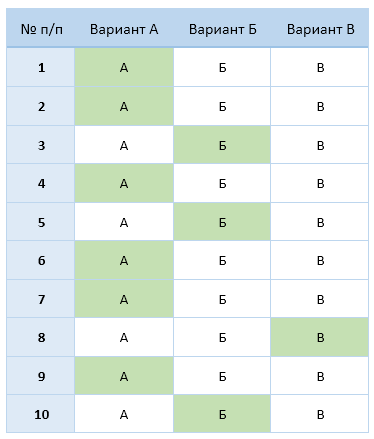 № п/п Вариант А Вариант Б Вариант В
1 А Б В
2 А Б В
3 А Б В
4 А Б В
5 А Б В
6 А Б В
7 А Б В
8 А Б В
9 А Б В
10 А Б В